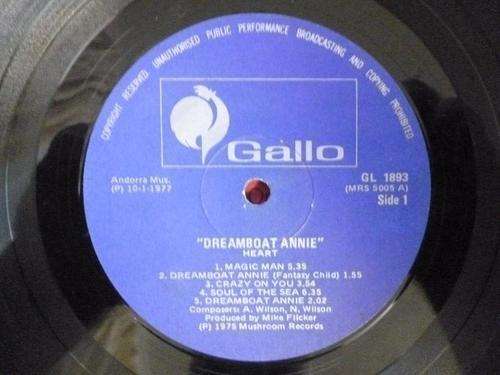 COPYRIGHT RESERVED UNAUTHORISED PUBLIC PERFORMANCE BROADCASTING AND COPYING PROHIBITED
Gallo
Andorra Mus.
(P) 10-1-1977
GL 1893
(MRS 5005 A)
Side 1
"DREAMBOAT ANNIE"
HEART
1. MAGIC MAN 5.35
2. DREAMBOAT ANNIE (Fantasy Child) 1.55
3. CRAZY ON YOU 3.54
4. SOUL OF THE SEA 6.35
5. DREAMBOAT ANNIE 2.02
Composers: A. Wilson, N. Wilson
Produced by Mike Flicker
(P) 1976 Mushroom Records